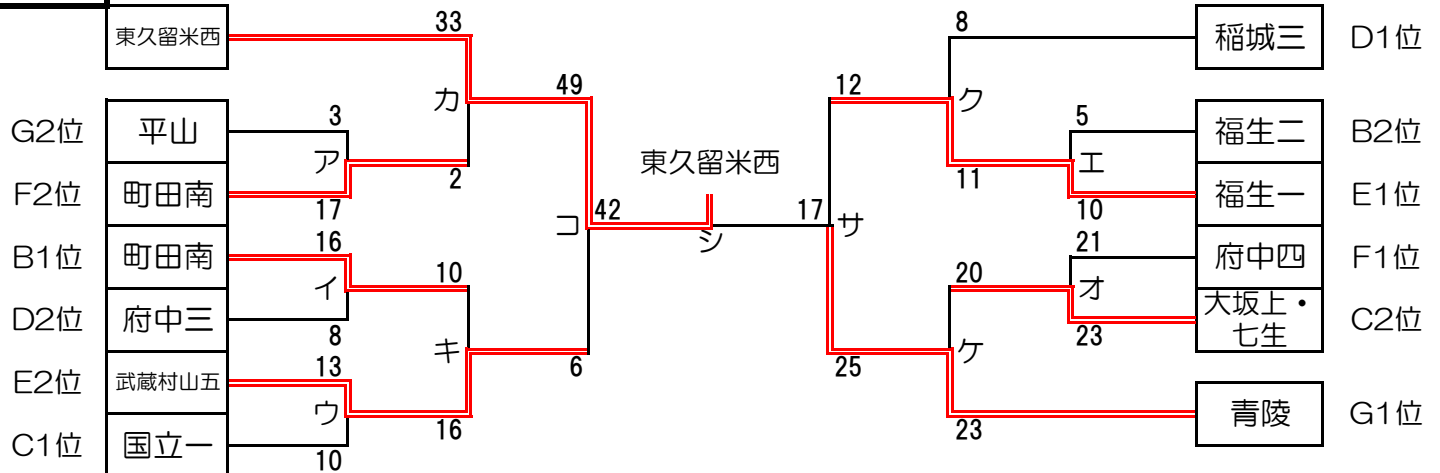 33
8
東久留米西
稲城三
D1位
49
12
カ
ク
3
5
G2位
平山
福生二
B2位
ア
東久留米西
エ
2
11
F2位
町田南
福生一
E1位
17
42
17
10
コ
シ
サ
16
21
B1位
町田南
府中四
F1位
イ
10
20
オ
D2位
府中三
大坂上・
七生
C2位
8
23
キ
ケ
13
6
25
E2位
武蔵村山五
ウ
青陵
G1位
16
23
C1位
国立一
10